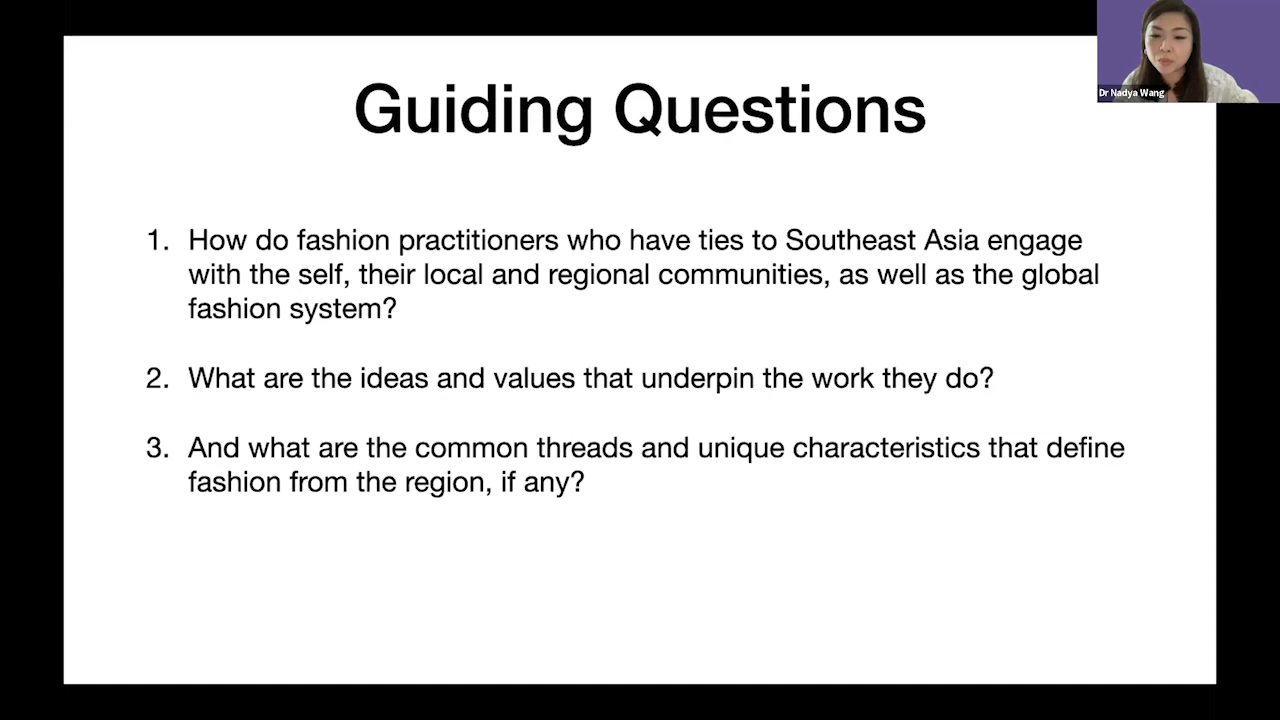 Guiding Questions
Dr Nadya Wang
1. How do fashion practitioners who have ties to Southeast Asia engage
with the self, their local and regional communities, as well as the global
fashion system?
2. What are the ideas and values that underpin the work they do?
3. And what are the common threads and unique characteristics that define
fashion from the region, if any?